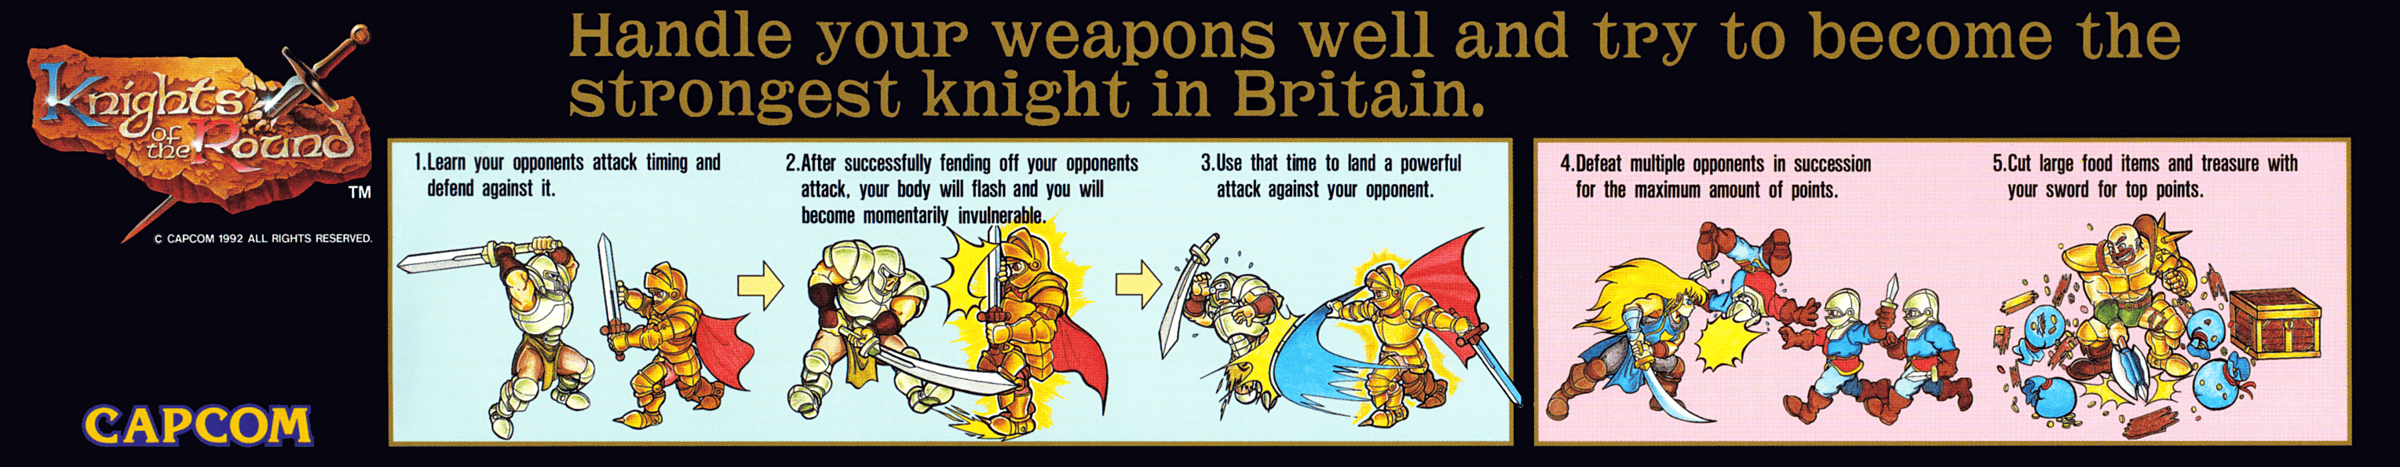 Knights
of
the Round
TM
© CAPCOM 1992 ALL RIGHTS RESERVED.
CAPCOM
Handle your weapons well and try to become the
strongest knight in Britain.
1.Learn your opponents attack timing and
defend against it.
2.After successfully fending off your opponents
attack, your body will flash and you will
become momentarily invulnerable.
3.Use that time to land a powerful
attack against your opponent.
4.Defeat multiple opponents in succession
for the maximum amount of points.
5.Cut large food items and treasure with
your sword for top points.